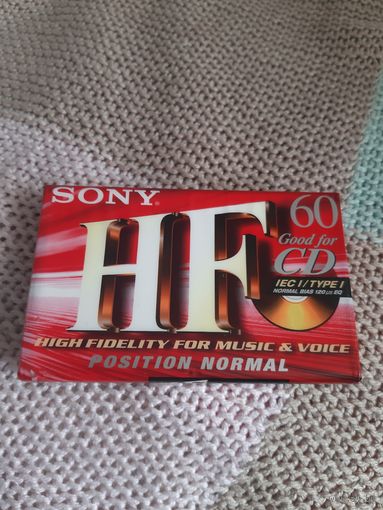 SONY
HF
60
Good for
CD
IEC I / TYPE I
NORMAL BIAS 120 µs EQ
HIGH FIDELITY FOR MUSIC & VOICE
POSITION NORMAL